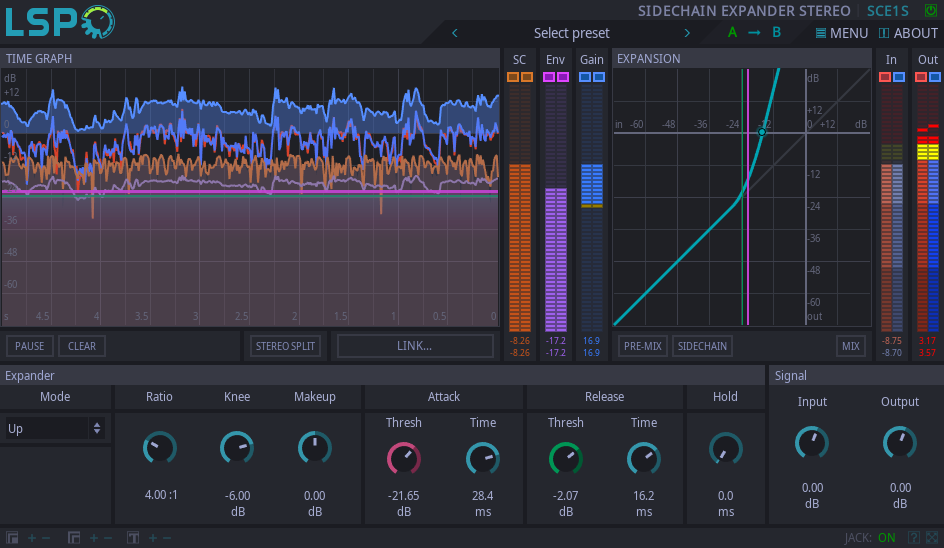 LSP
SIDECHAIN EXPANDER STEREO SCE1S
Select preset A B MENU ABOUT
TIME GRAPH
SC Env Gain
EXPANSION
In Out
dB
+12
0
-36
-48
-60
s 4.5 4 3.5 3 2.5 2 1.5 1 0.5 0
dB
+12
in -60 -48 -36 -24 -12 0 +12 dB
-12
-24
-36
-48
-60
out
-8.26 -17.2 16.9
-8.26 -17.2 16.9
-8.75 3.17
-8.70 3.57
PAUSE CLEAR STEREO SPLIT LINK... PRE-MIX SIDECHAIN MIX
Expander Signal
Mode Ratio Knee Makeup Attack Release Hold
Input Output
Thresh Time Thresh Time
Up
4.00 :1 -6.00 0.00 -21.65 28.4 -2.07 16.2 0.0 0.00 0.00
dB dB dB ms dB ms ms dB dB
JACK: ON ?